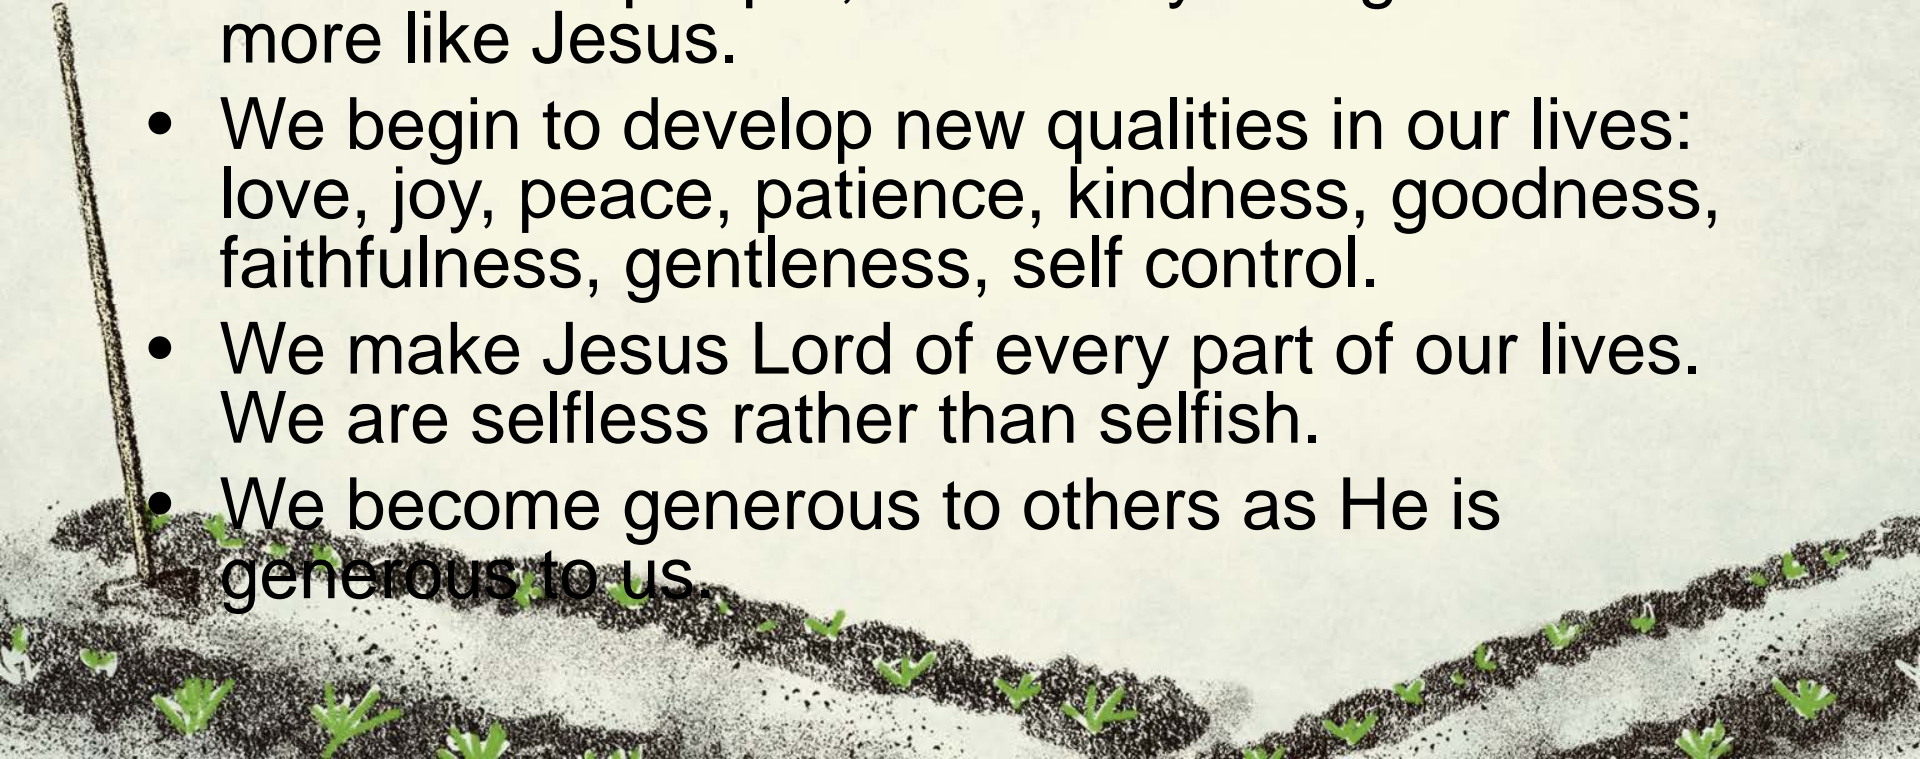 more like Jesus.
• We begin to develop new qualities in our lives:
love, joy, peace, patience, kindness, goodness,
faithfulness, gentleness, self control.
• We make Jesus Lord of every part of our lives.
We are selfless rather than selfish.
• We become generous to others as He is
generous to us.